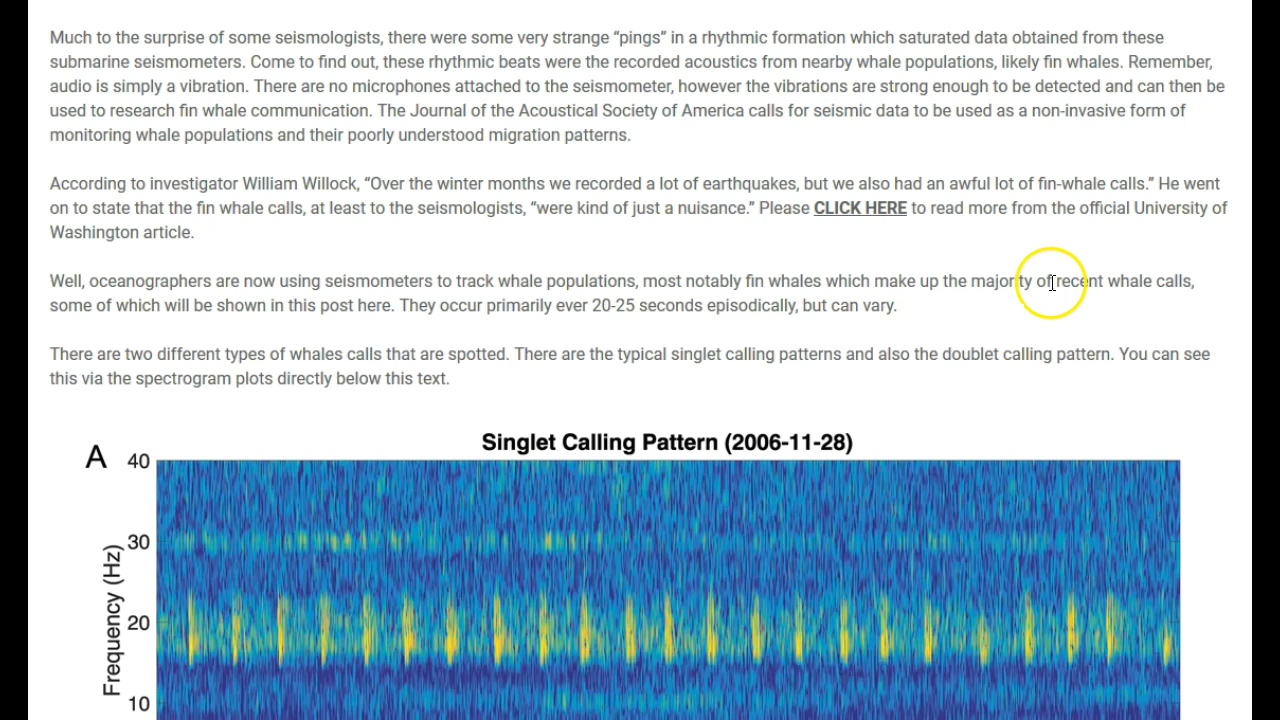 Much to the surprise of some seismologists, there were some very strange “pings” in a rhythmic formation which saturated data obtained from these
submarine seismometers. Come to find out, these rhythmic beats were the recorded acoustics from nearby whale populations, likely fin whales. Remember,
audio is simply a vibration. There are no microphones attached to the seismometer, however the vibrations are strong enough to be detected and can then be
used to research fin whale communication. The Journal of the Acoustical Society of America calls for seismic data to be used as a non-invasive form of
monitoring whale populations and their poorly understood migration patterns.
According to investigator William Willock, “Over the winter months we recorded a lot of earthquakes, but we also had an awful lot of fin-whale calls.” He went
on to state that the fin whale calls, at least to the seismologists, “were kind of just a nuisance.” Please CLICK HERE to read more from the official University of
Washington article.
Well, oceanographers are now using seismometers to track whale populations, most notably fin whales which make up the majority of recent whale calls,
some of which will be shown in this post here. They occur primarily ever 20-25 seconds episodically, but can vary.
There are two different types of whales calls that are spotted. There are the typical singlet calling patterns and also the doublet calling pattern. You can see
this via the spectrogram plots directly below this text.
Singlet Calling Pattern (2006-11-28)
A
40
30
20
10
Frequency (Hz)